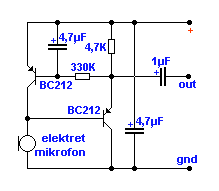 +
4,7µF
+
4,7K
330K
1µF
+
out
BC212
BC212
+
4,7µF
elektret
mikrofon
gnd